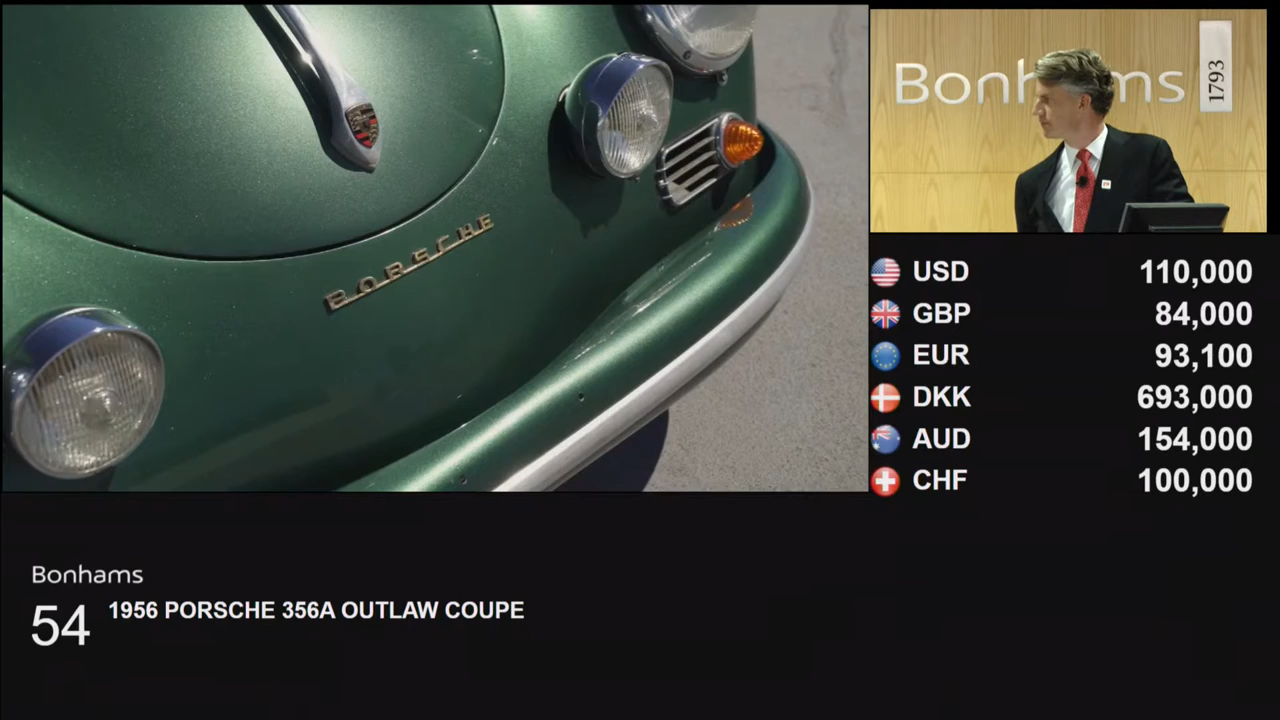 PORSCHE
Bonhams
1793
USD 110,000
GBP 84,000
EUR 93,100
DKK 693,000
AUD 154,000
CHF 100,000
Bonhams
54 1956 PORSCHE 356A OUTLAW COUPE